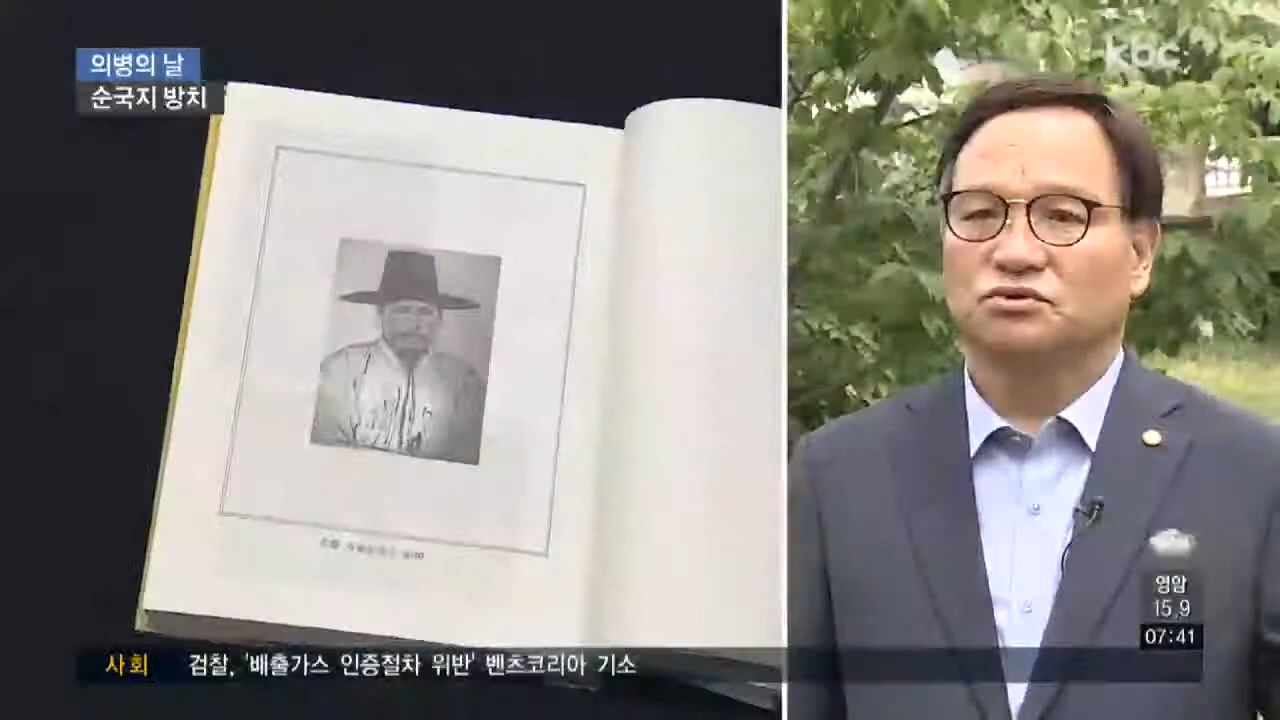 의병의 날
순국지 방치
kbc
영암
15.9
07:41
사회 검찰, '배출가스 인증절차 위반' 벤츠코리아 기소